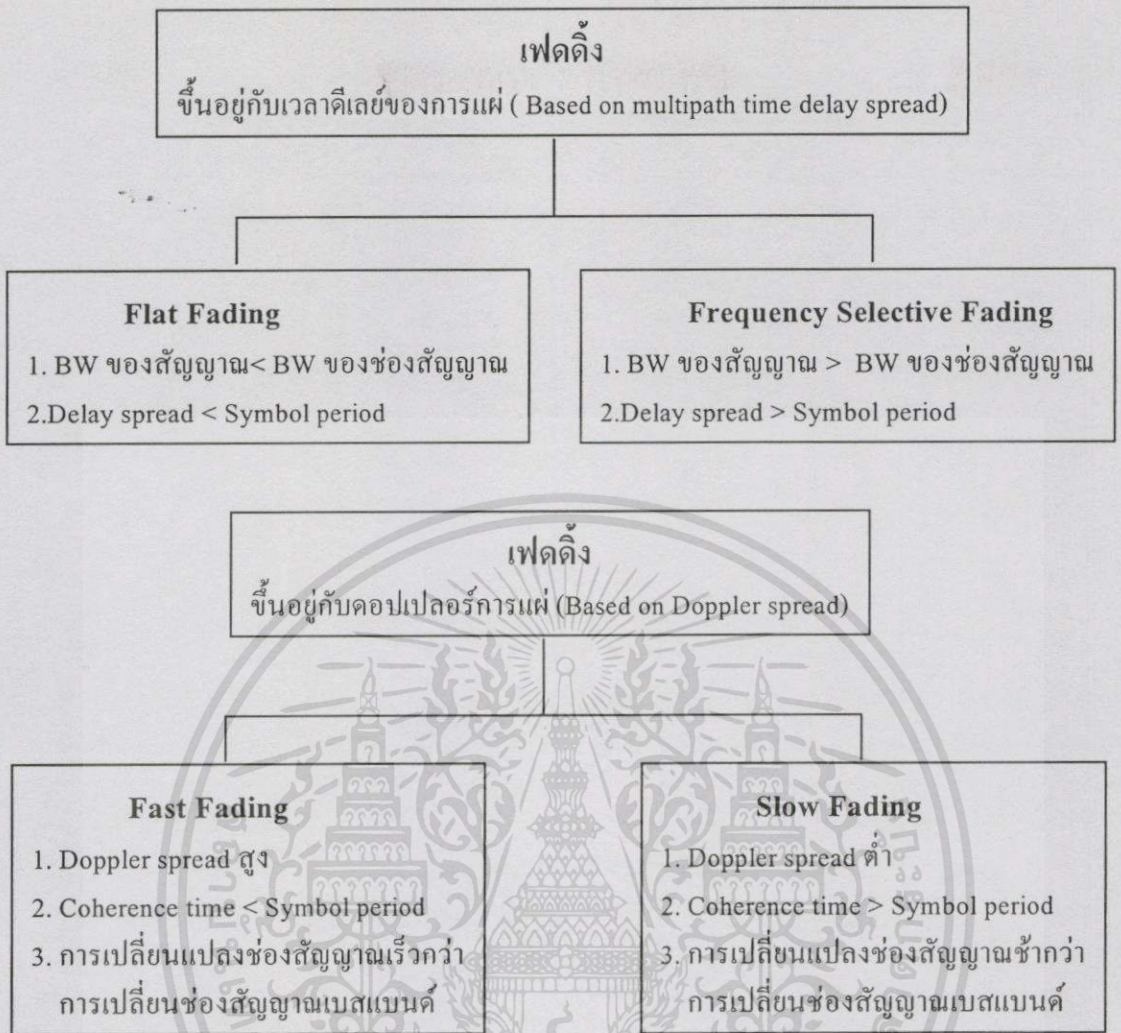 เฟดดิ้ง
ขึ้นอยู่กับเวลาดีเลย์ของการแผ่ ( Based on multipath time delay spread)
Flat Fading
1. BW ของสัญญาณ< BW ของช่องสัญญาณ
2.Delay spread < Symbol period
Frequency Selective Fading
1. BW ของสัญญาณ > BW ของช่องสัญญาณ
2.Delay spread > Symbol period
เฟดดิ้ง
ขึ้นอยู่กับดอปเปลอร์การแผ่ (Based on Doppler spread)
Fast Fading
1. Doppler spread สูง
2. Coherence time < Symbol period
3. การเปลี่ยนแปลงช่องสัญญาณเร็วกว่า
การเปลี่ยนช่องสัญญาณเบสแบนด์
Slow Fading
1. Doppler spread ต่ำ
2. Coherence time > Symbol period
3. การเปลี่ยนแปลงช่องสัญญาณช้ากว่า
การเปลี่ยนช่องสัญญาณเบสแบนด์